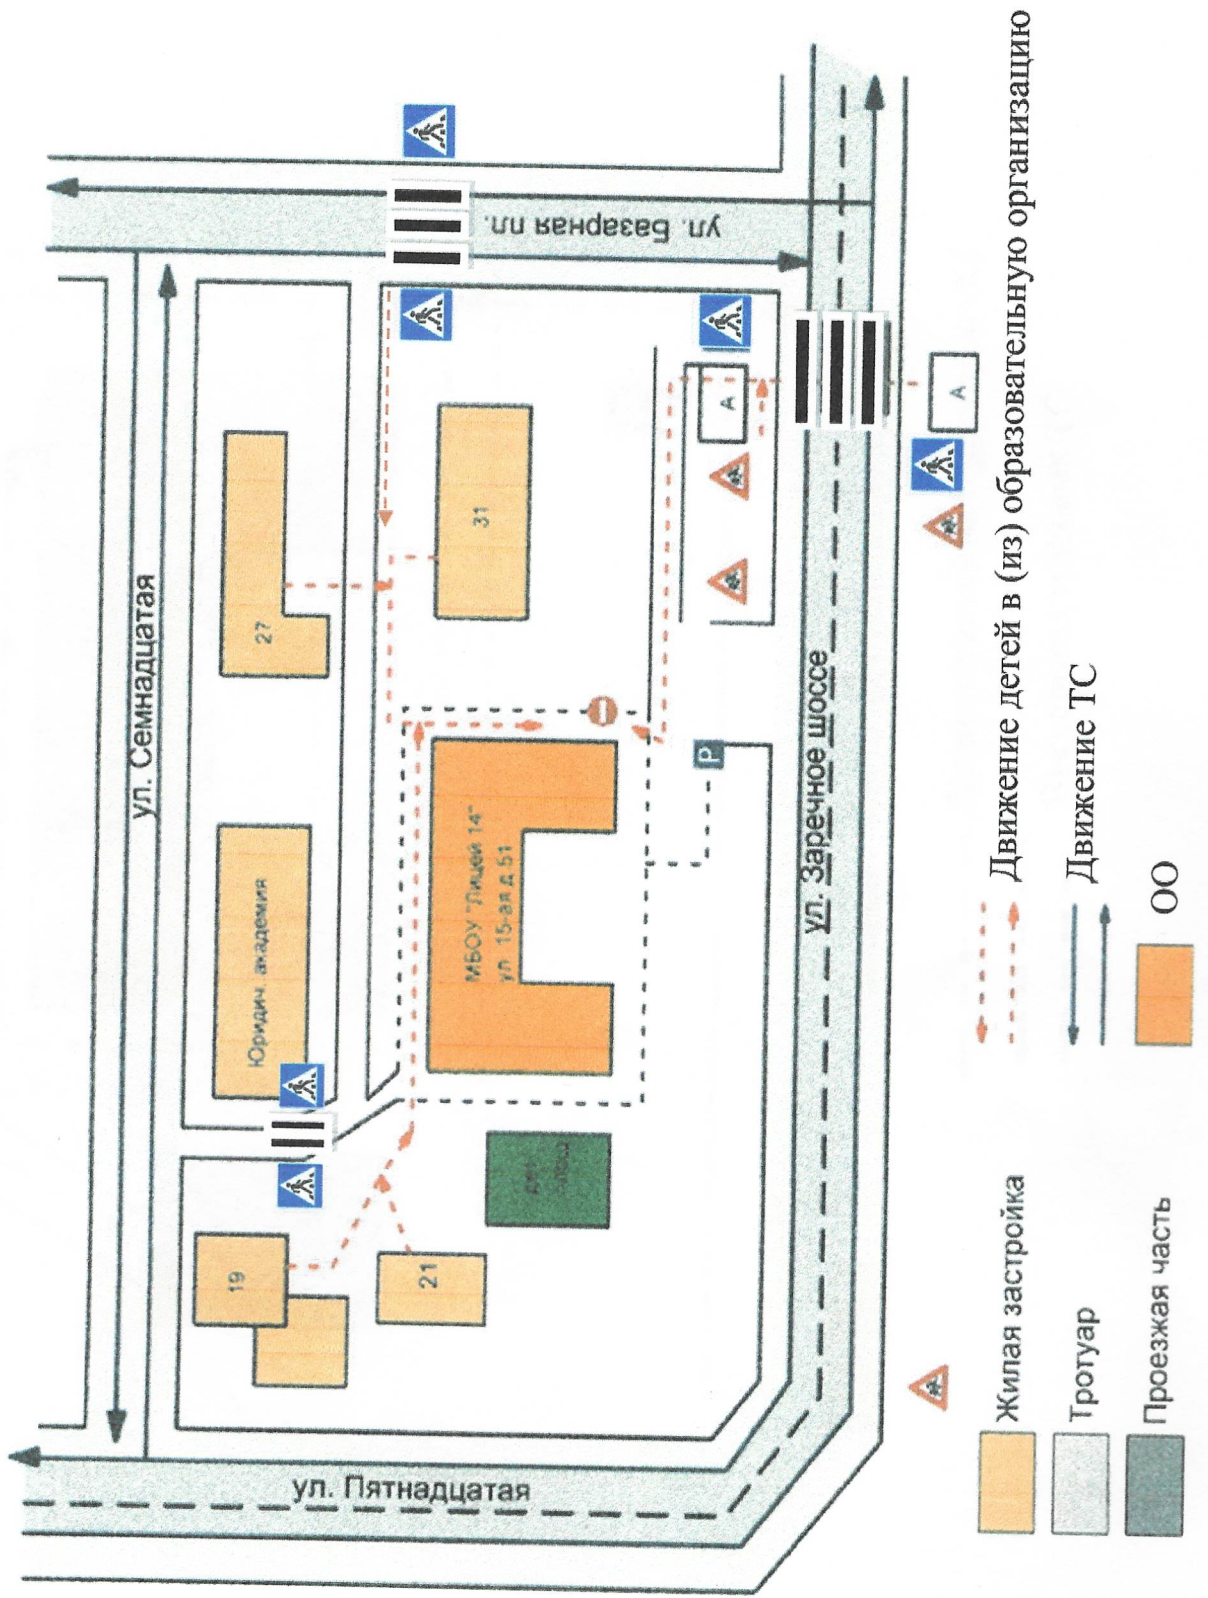 ул. Семнадцатая
ул. Базарная пл.
27
31
Юридич. академия
19
21
МБОУ "Лицей 14"
ул 15-ая д 51
P
A
A
ул. Заречное шоссе
ул. Пятнадцатая
Движение детей в (из) образовательную организацию
Движение ТС
ОО
Жилая застройка
Тротуар
Проезжая часть